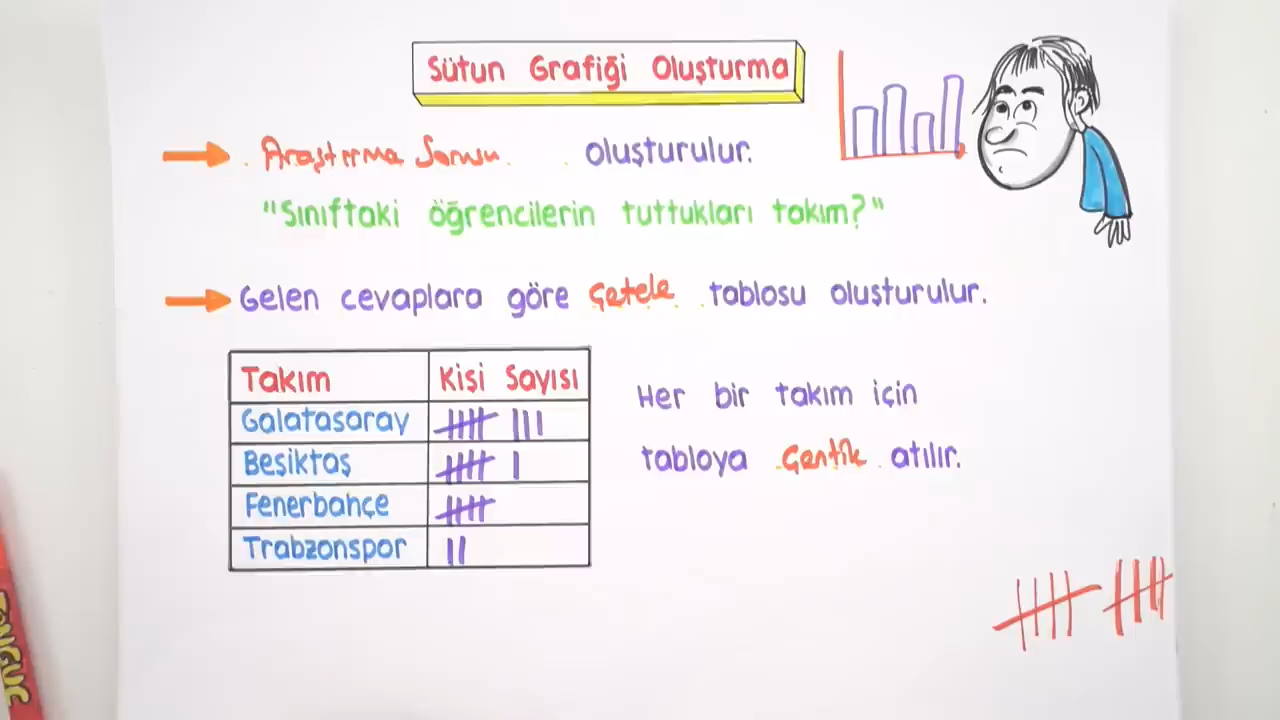 Sütun Grafiği Oluşturma
Araştırma Sorusu oluşturulur.
"Sınıftaki öğrencilerin tuttukları takım?"
Gelen cevaplara göre Çetele tablosu oluşturulur.
Takım Kişi Sayısı
Galatasaray
Beşiktaş
Fenerbahçe
Trabzonspor
Her bir takım için
tabloya Çentik atılır.
TONGUÇ